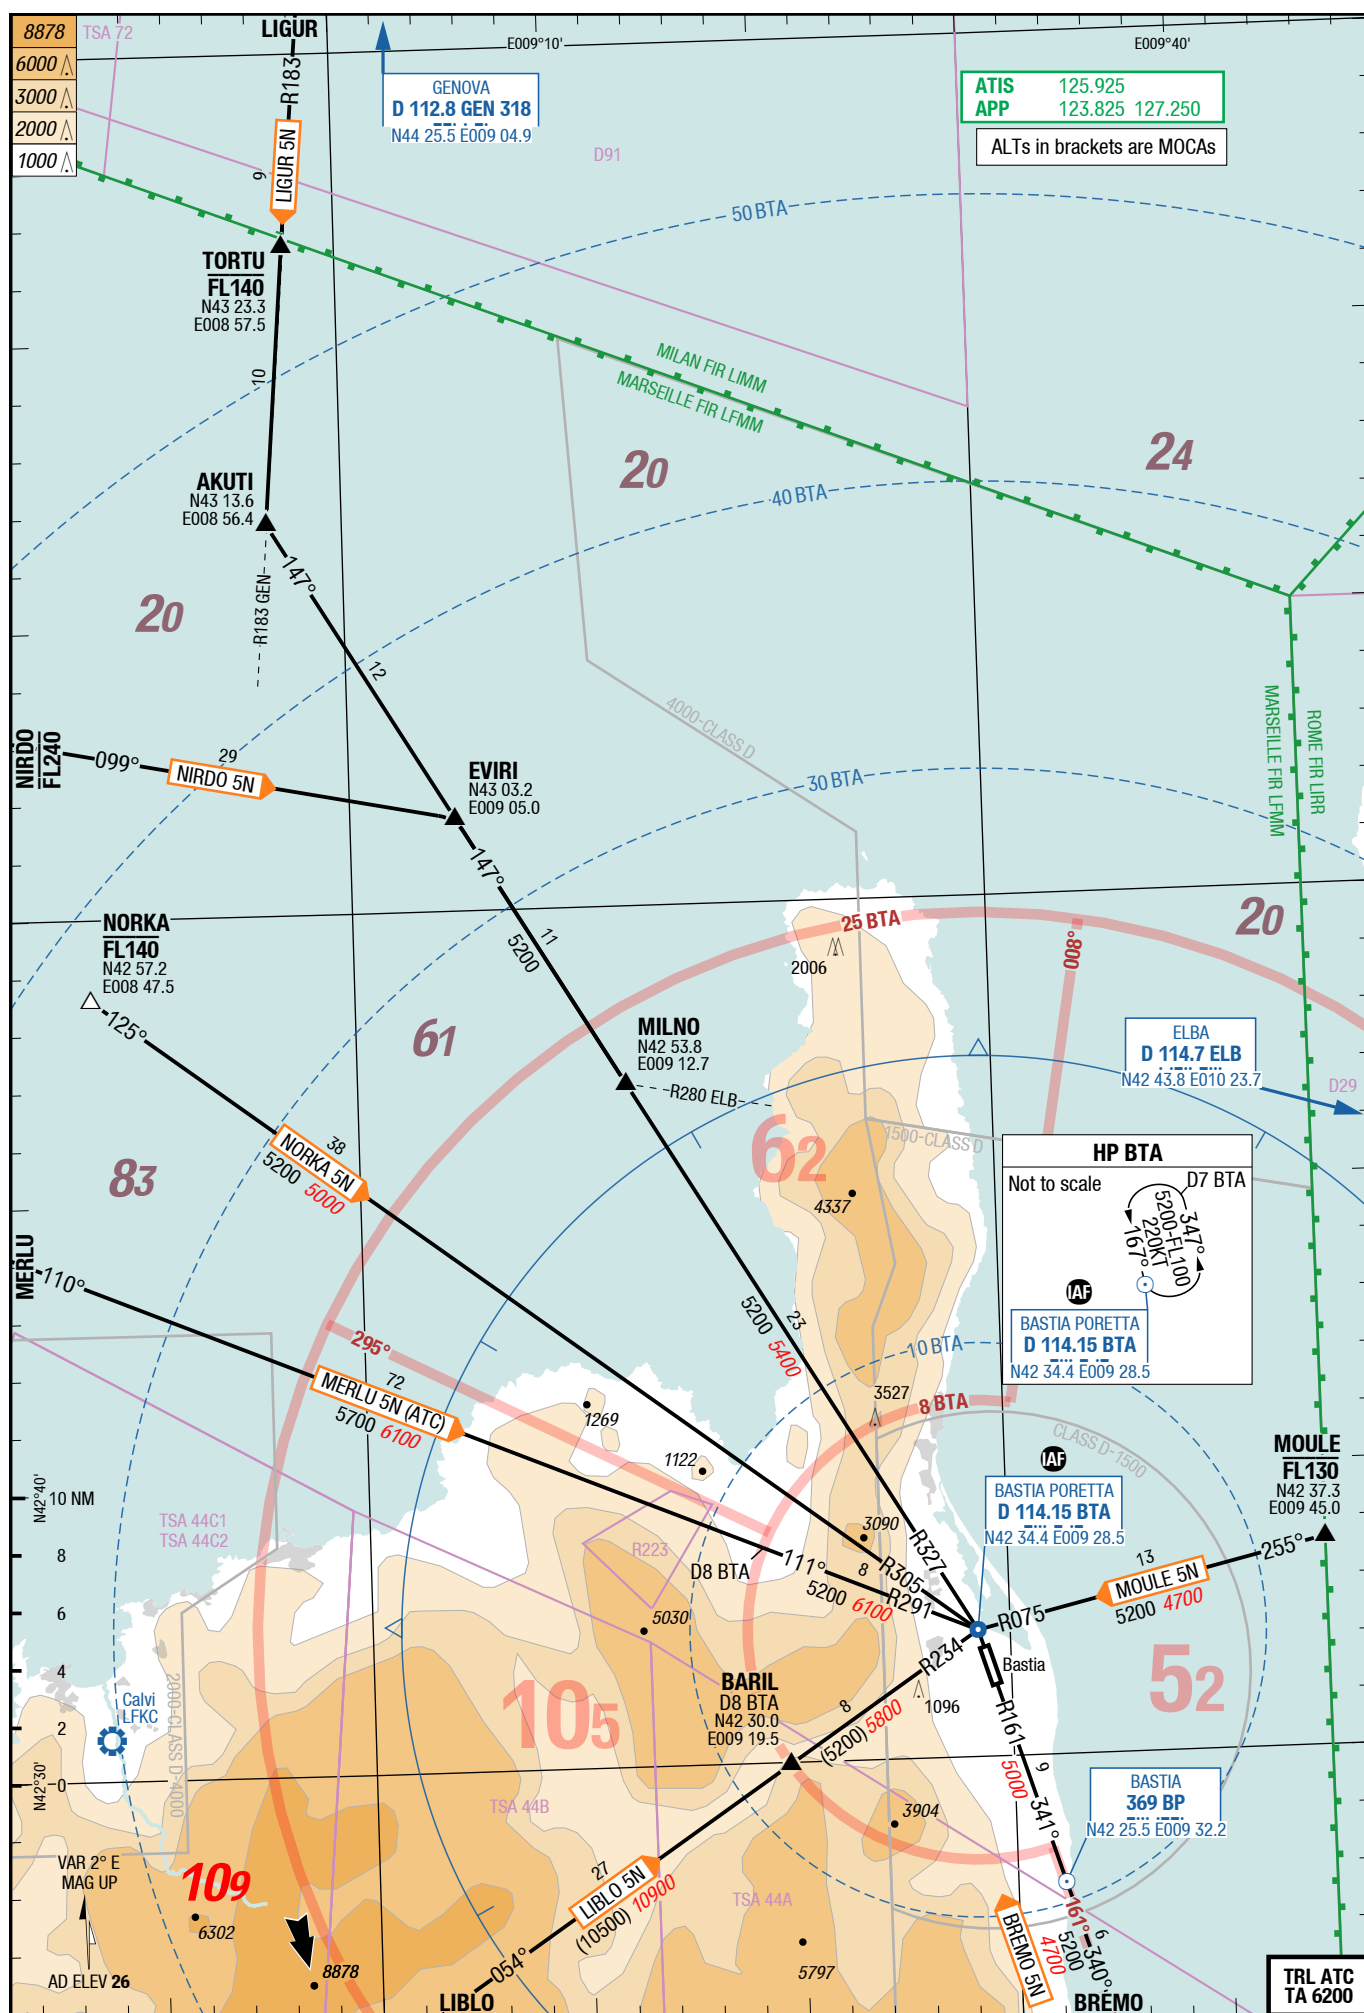 8878
6000
3000
2000
1000
TSA 72
LIGUR
R183
LIGUR 5N
9
E009°10'
E009°40'
GENOVA
D 112.8 GEN 318
N44 25.5 E009 04.9
ATIS 125.925
APP 123.825 127.250
ALTs in brackets are MOCAs
D91
50 BTA
TORTU
FL140
N43 23.3
E008 57.5
10
MILAN FIR LIMM
MARSEILLE FIR LFMM
20
24
40 BTA
AKUTI
N43 13.6
E008 56.4
147°
R183 GEN
12
20
4000-CLASS D
MARSEILLE FIR LFMM
ROME FIR LIRR
NIRDO
FL240
099°
29
NIRDO 5N
EVIRI
N43 03.2
E009 05.0
30 BTA
147°
11
5200
NORKA
FL140
N42 57.2
E008 47.5
125°
25 BTA
2006
008°
20
61
MILNO
N42 53.8
E009 12.7
R280 ELB
ELBA
D 114.7 ELB
N42 43.8 E010 23.7
D29
62
1500-CLASS D
38
NORKA 5N
5200 5000
83
4337
HP BTA
Not to scale
D7 BTA
347°
5200-FL100
220KT
167°
IAF
BASTIA PORETTA
D 114.15 BTA
N42 34.4 E009 28.5
MERLU
110°
23
5200 5400
10 BTA
295°
72
MERLU 5N (ATC)
5700 6100
1269
3527
8 BTA
1122
CLASS D-1500
IAF
BASTIA PORETTA
D 114.15 BTA
N42 34.4 E009 28.5
MOULE
FL130
N42 37.3
E009 45.0
N42°40'
10 NM
8
6
4
2
0
N42°30'
TSA 44C1
TSA 44C2
R223
3090
D8 BTA
111°
8
5200 6100
R327
R305
R291
255°
13
MOULE 5N
5200 4700
R075
5030
R234
Bastia
BARIL
D8 BTA
N42 30.0
E009 19.5
8
(5200) 5800
1096
52
105
Calvi
LFKC
2000-CLASS D-4000
R161
9
5000
341°
BASTIA
369 BP
N42 25.5 E009 32.2
TSA 44B
3904
VAR 2° E
MAG UP
109
6302
27
LIBLO 5N
(10500) 10900
TSA 44A
161°
6
5200
340°
BREMO 5N
4700
054°
8878
5797
AD ELEV 26
LIBLO
BREMO
TRL ATC
TA 6200